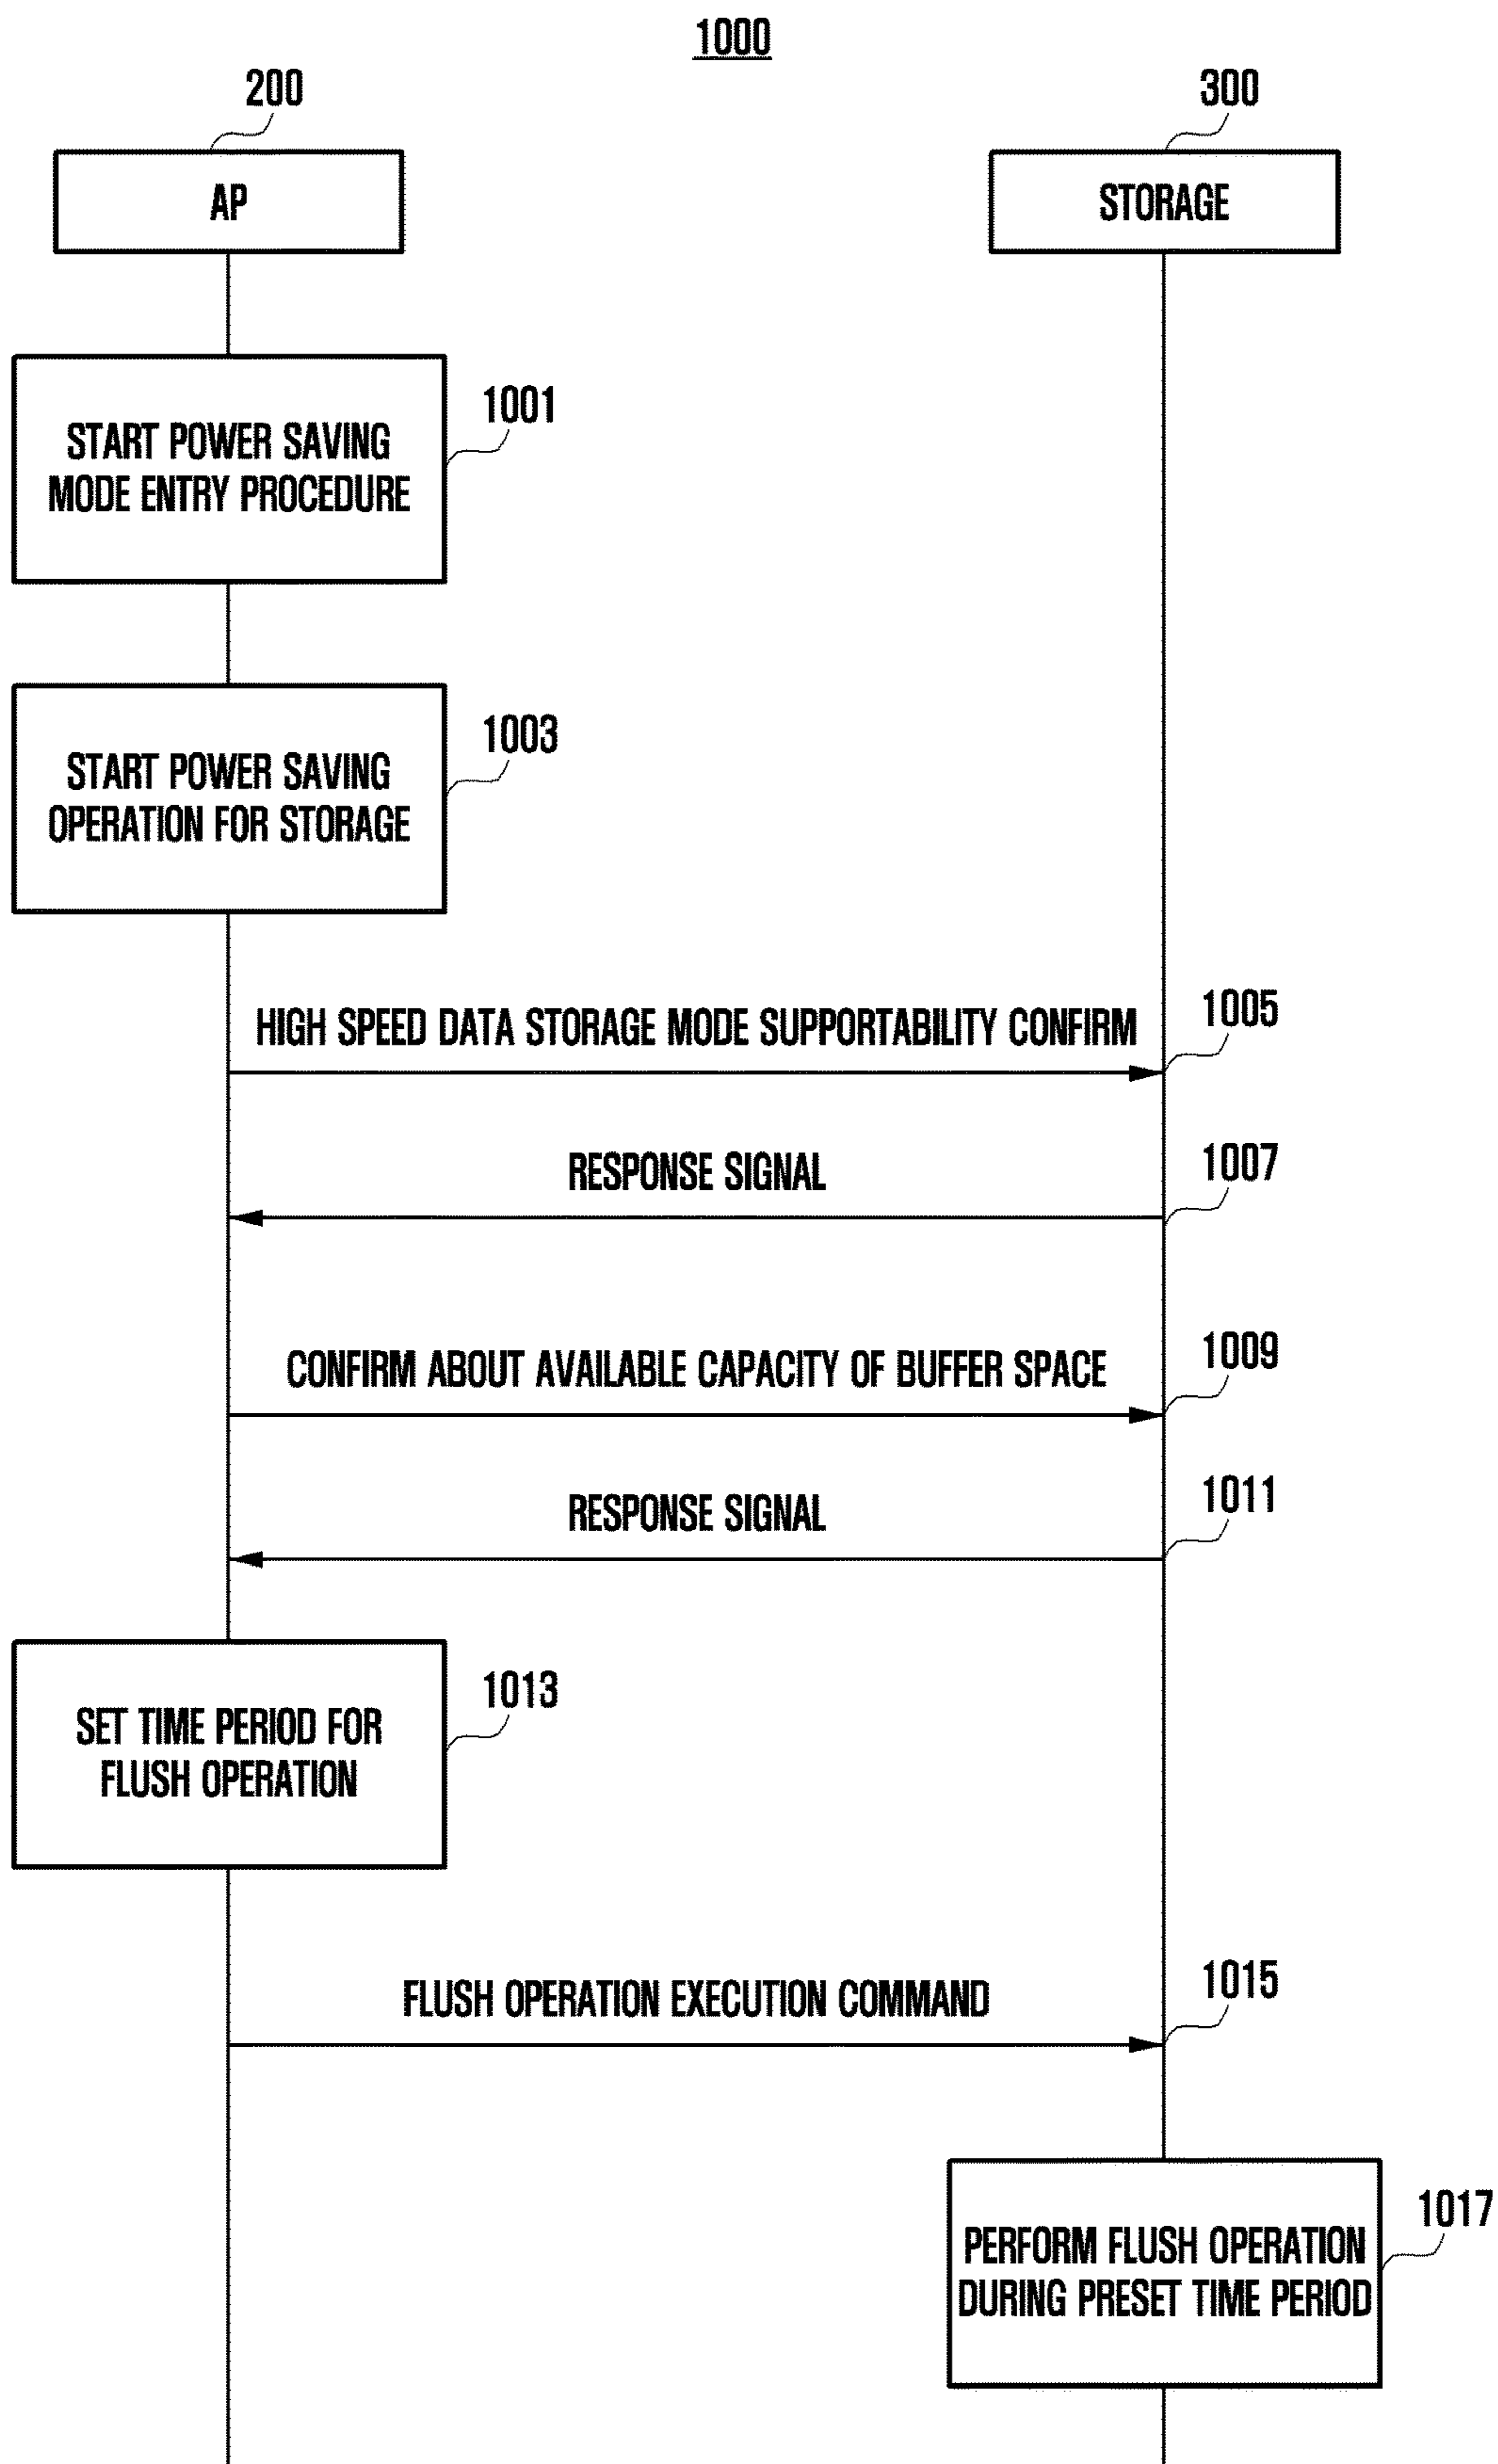 1000
200
300
AP
STORAGE
1001
START POWER SAVING
MODE ENTRY PROCEDURE
1003
START POWER SAVING
OPERATION FOR STORAGE
1005
HIGH SPEED DATA STORAGE MODE SUPPORTABILITY CONFIRM
1007
RESPONSE SIGNAL
1009
CONFIRM ABOUT AVAILABLE CAPACITY OF BUFFER SPACE
1011
RESPONSE SIGNAL
1013
SET TIME PERIOD FOR
FLUSH OPERATION
1015
FLUSH OPERATION EXECUTION COMMAND
1017
PERFORM FLUSH OPERATION
DURING PRESET TIME PERIOD